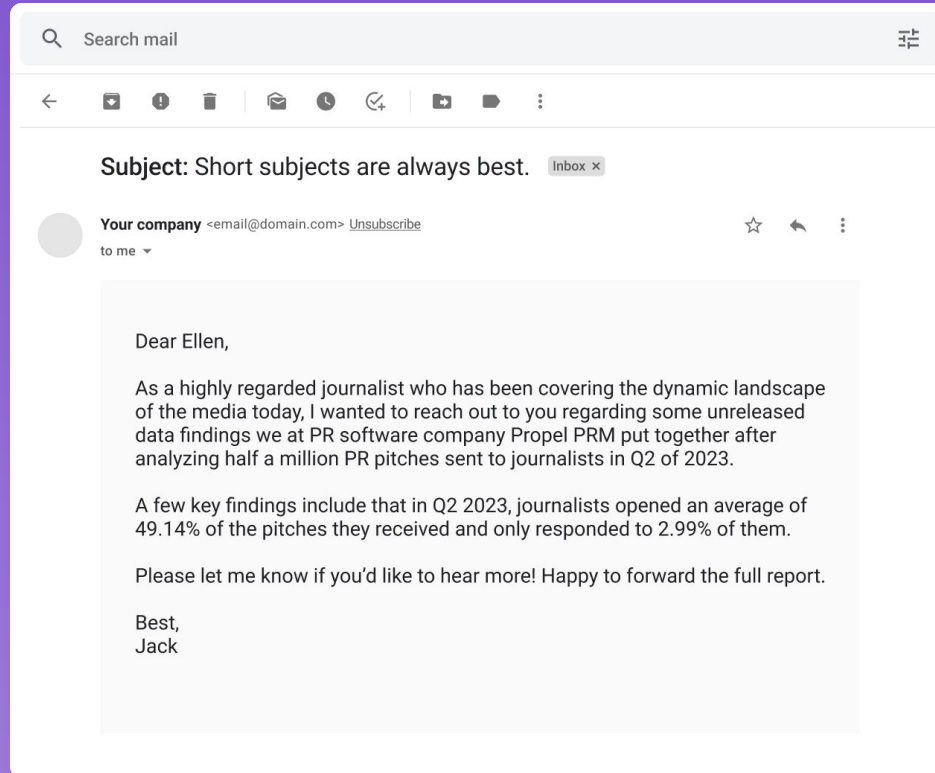 Search mail
Subject: Short subjects are always best. Inbox ×
Your company <email@domain.com> Unsubscribe
to me
Dear Ellen,
As a highly regarded journalist who has been covering the dynamic landscape
of the media today, I wanted to reach out to you regarding some unreleased
data findings we at PR software company Propel PRM put together after
analyzing half a million PR pitches sent to journalists in Q2 of 2023.
A few key findings include that in Q2 2023, journalists opened an average of
49.14% of the pitches they received and only responded to 2.99% of them.
Please let me know if you’d like to hear more! Happy to forward the full report.
Best,
Jack